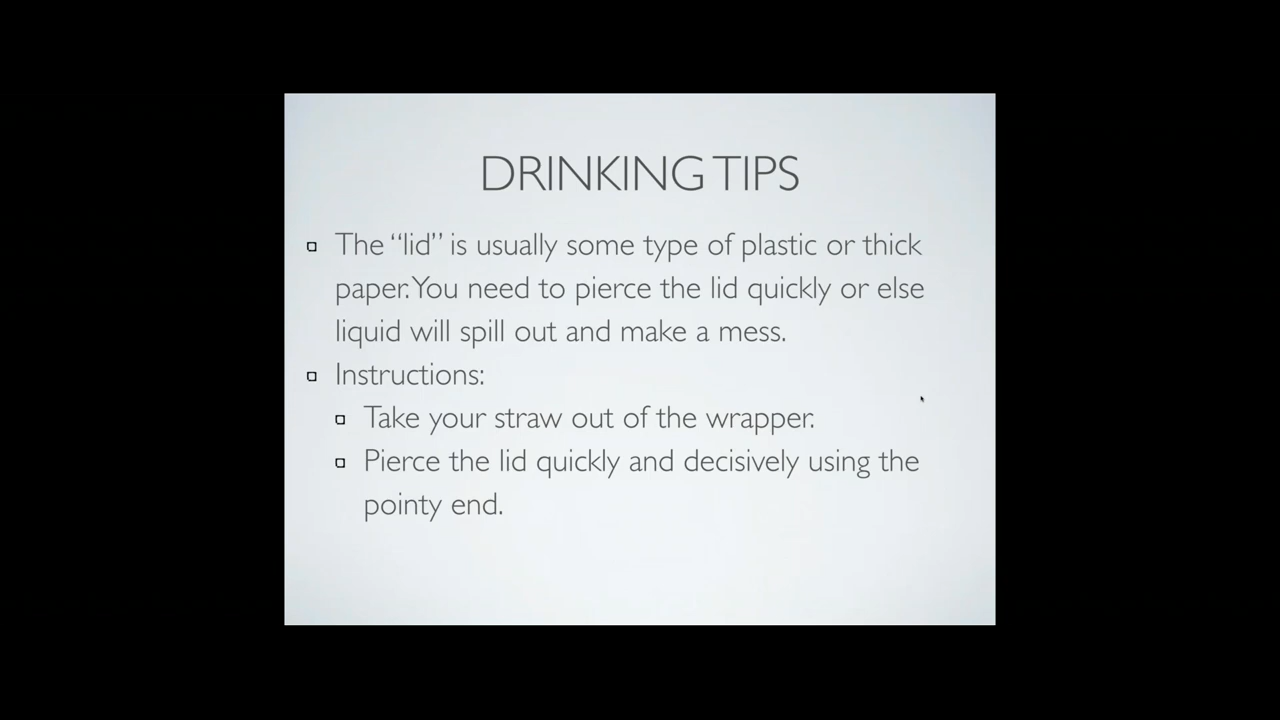 DRINKING TIPS
The “lid” is usually some type of plastic or thick
paper. You need to pierce the lid quickly or else
liquid will spill out and make a mess.
Instructions:
Take your straw out of the wrapper.
Pierce the lid quickly and decisively using the
pointy end.